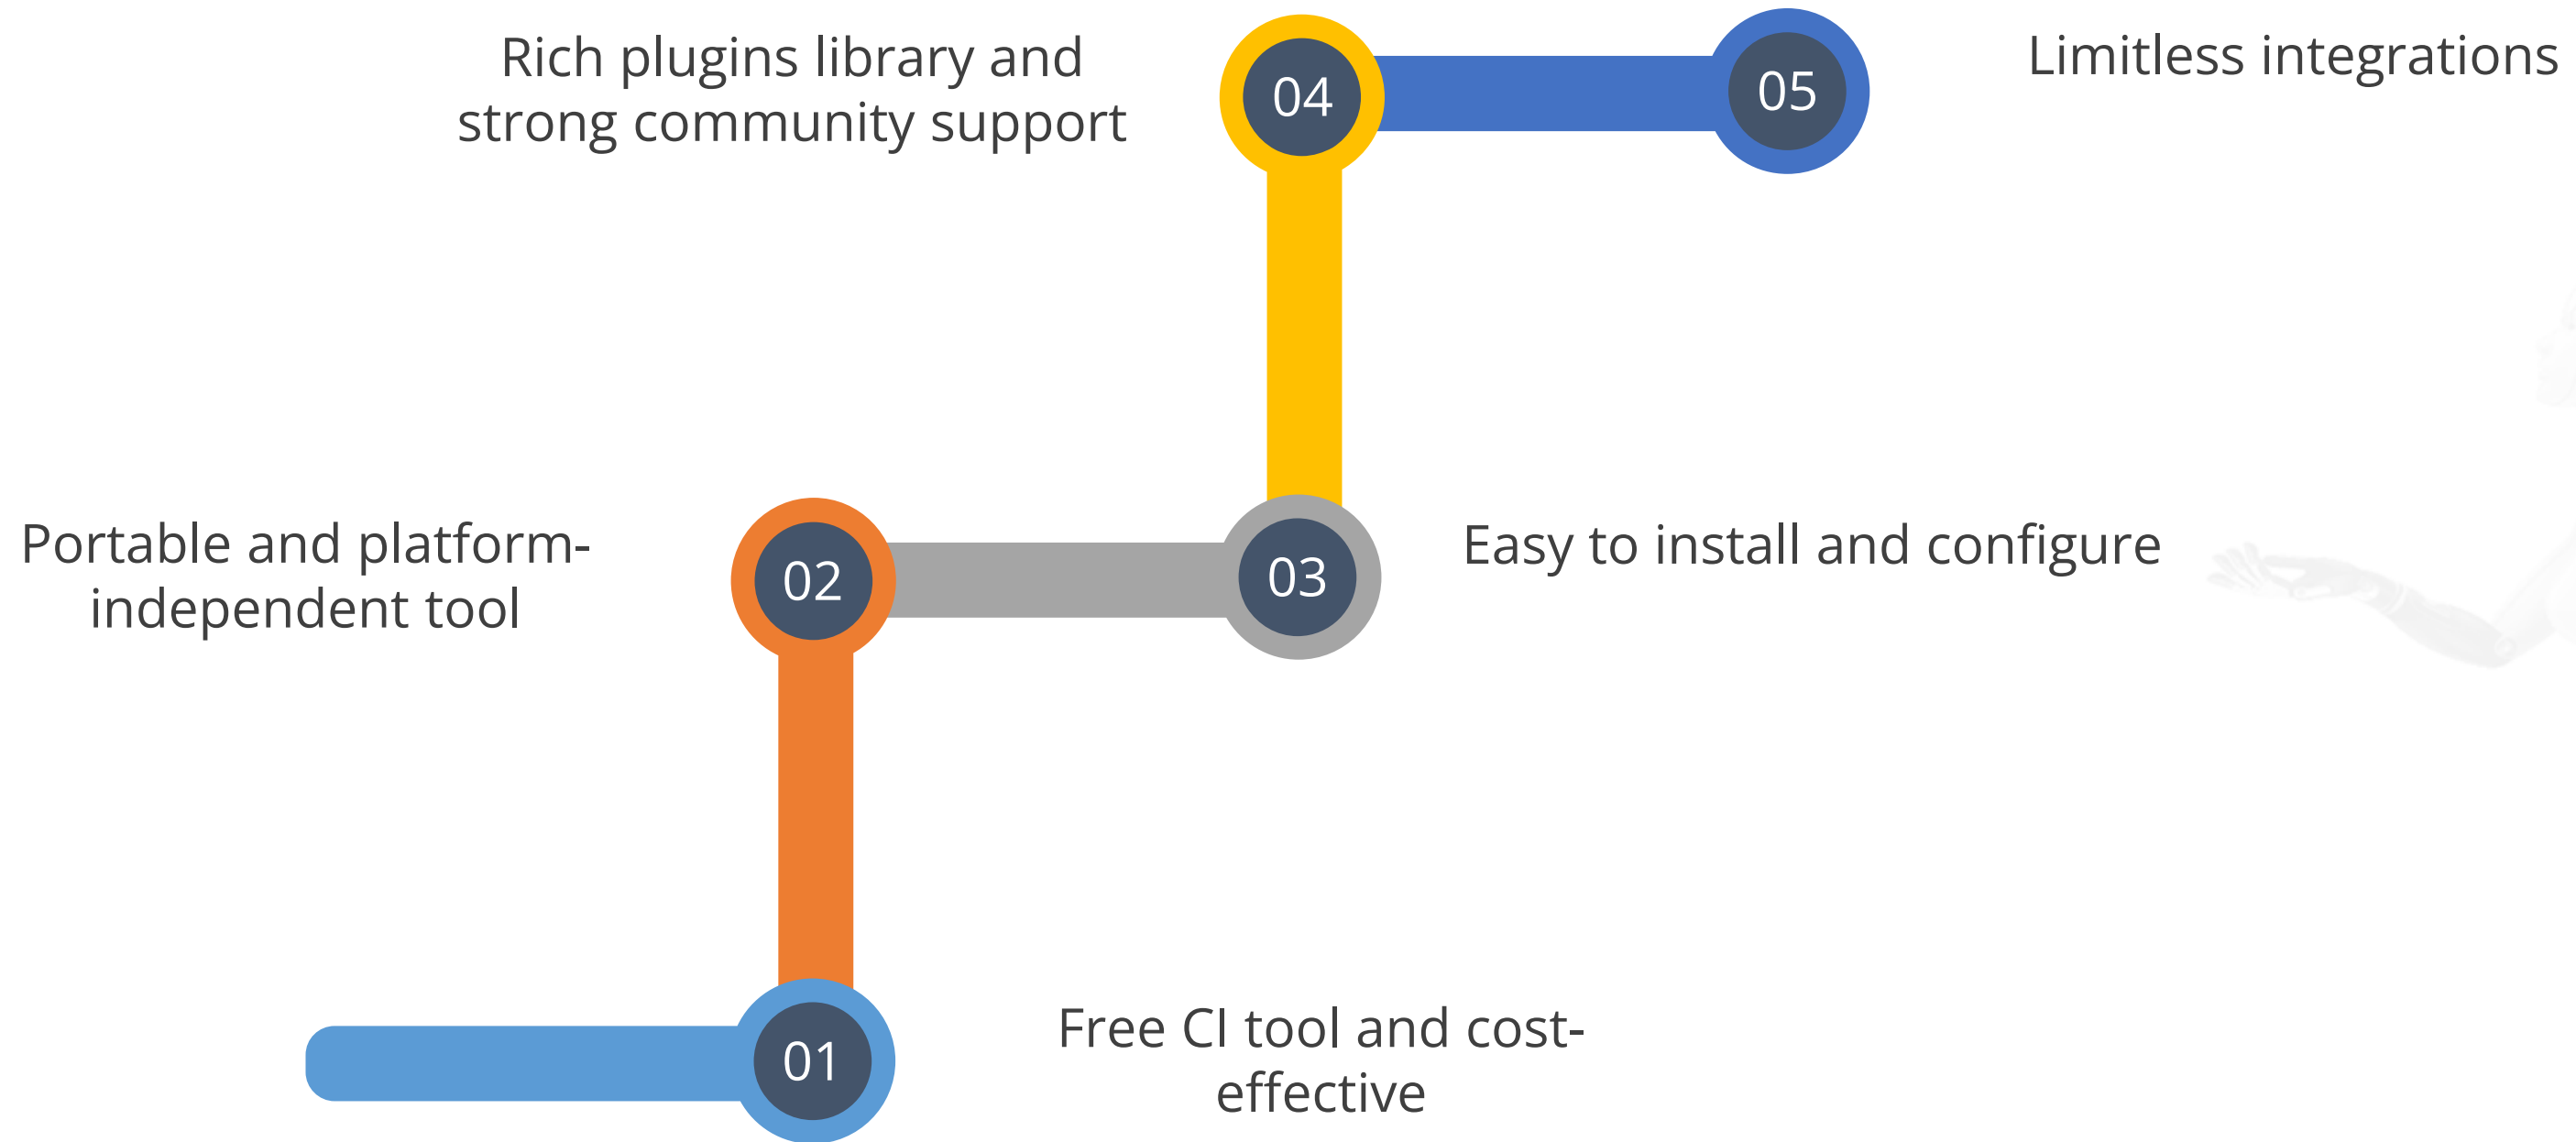 Rich plugins library and
strong community support
04
05
Limitless integrations
Portable and platform-
independent tool
02
03
Easy to install and configure
01
Free CI tool and cost-
effective